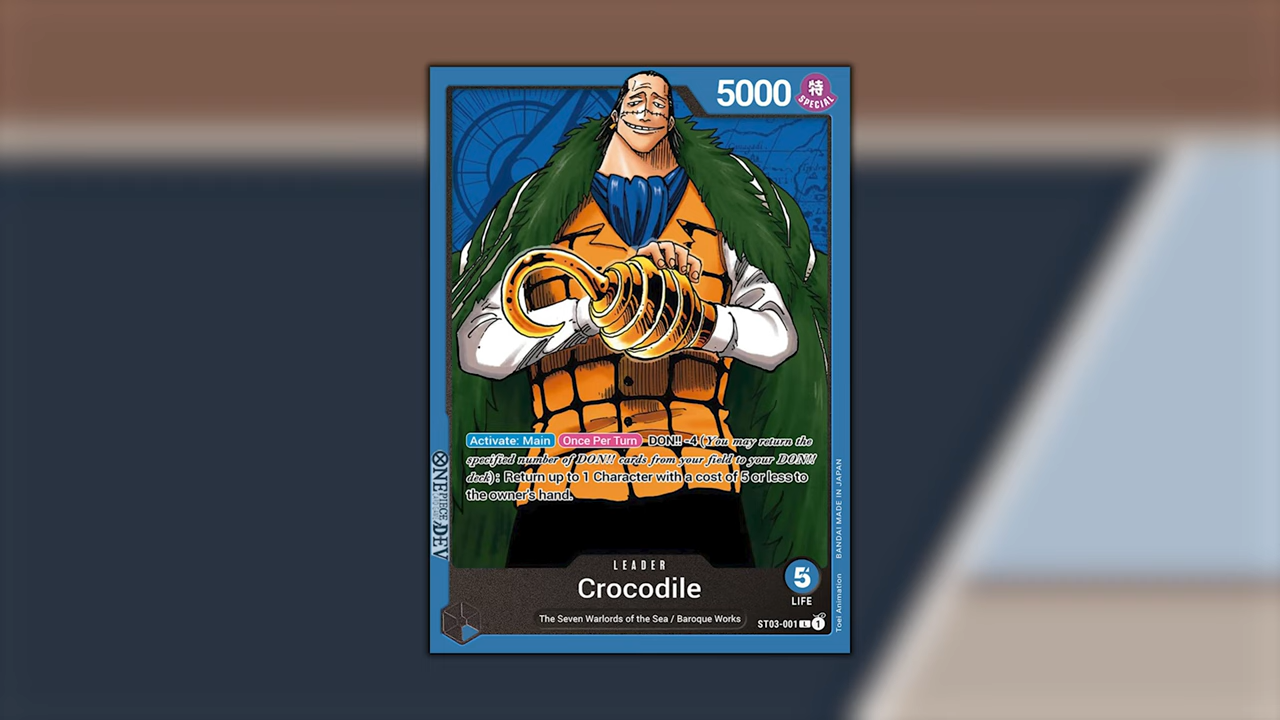 5000
特
SPECIAL
Activate: Main Once Per Turn DON!! -4 (You may return the
specified number of DON!! cards from your field to your DON!!
deck) : Return up to 1 Character with a cost of 5 or less to
the owner's hand.
ONE PIECE
/DEV
BANDAI MADE IN JAPAN
Toei Animation
LEADER
Crocodile
5
LIFE
The Seven Warlords of the Sea / Baroque Works
ST03-001 L 1